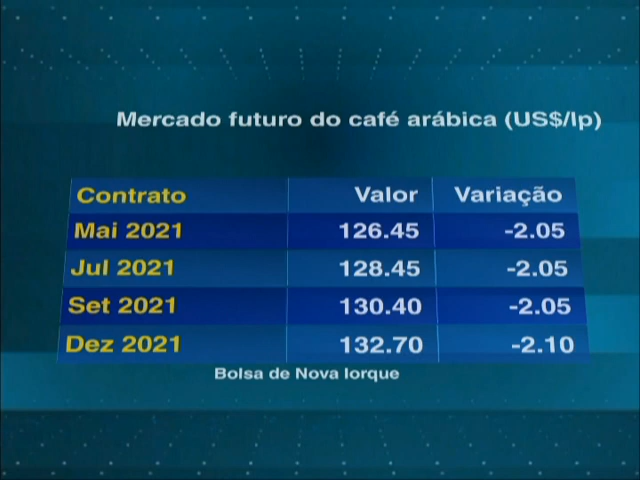 Mercado futuro do café arábica (US$/lp)
Contrato Valor Variação
Mai 2021 126.45 -2.05
Jul 2021 128.45 -2.05
Set 2021 130.40 -2.05
Dez 2021 132.70 -2.10
Bolsa de Nova Iorque